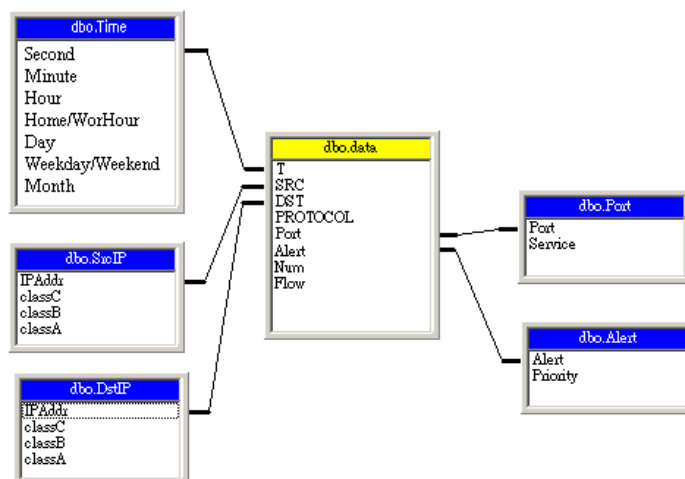 dbo.Time
Second
Minute
Hour
Home/WorHour
Day
Weekday/Weekend
Month
dbo.SrcIP
IPAddr
classC
classB
classA
dbo.DstIP
IPAddr
classC
classB
classA
dbo.data
T
SRC
DST
PROTOCOL
Port
Alert
Num
Flow
dbo.Port
Port
Service
dbo.Alert
Alert
Priority